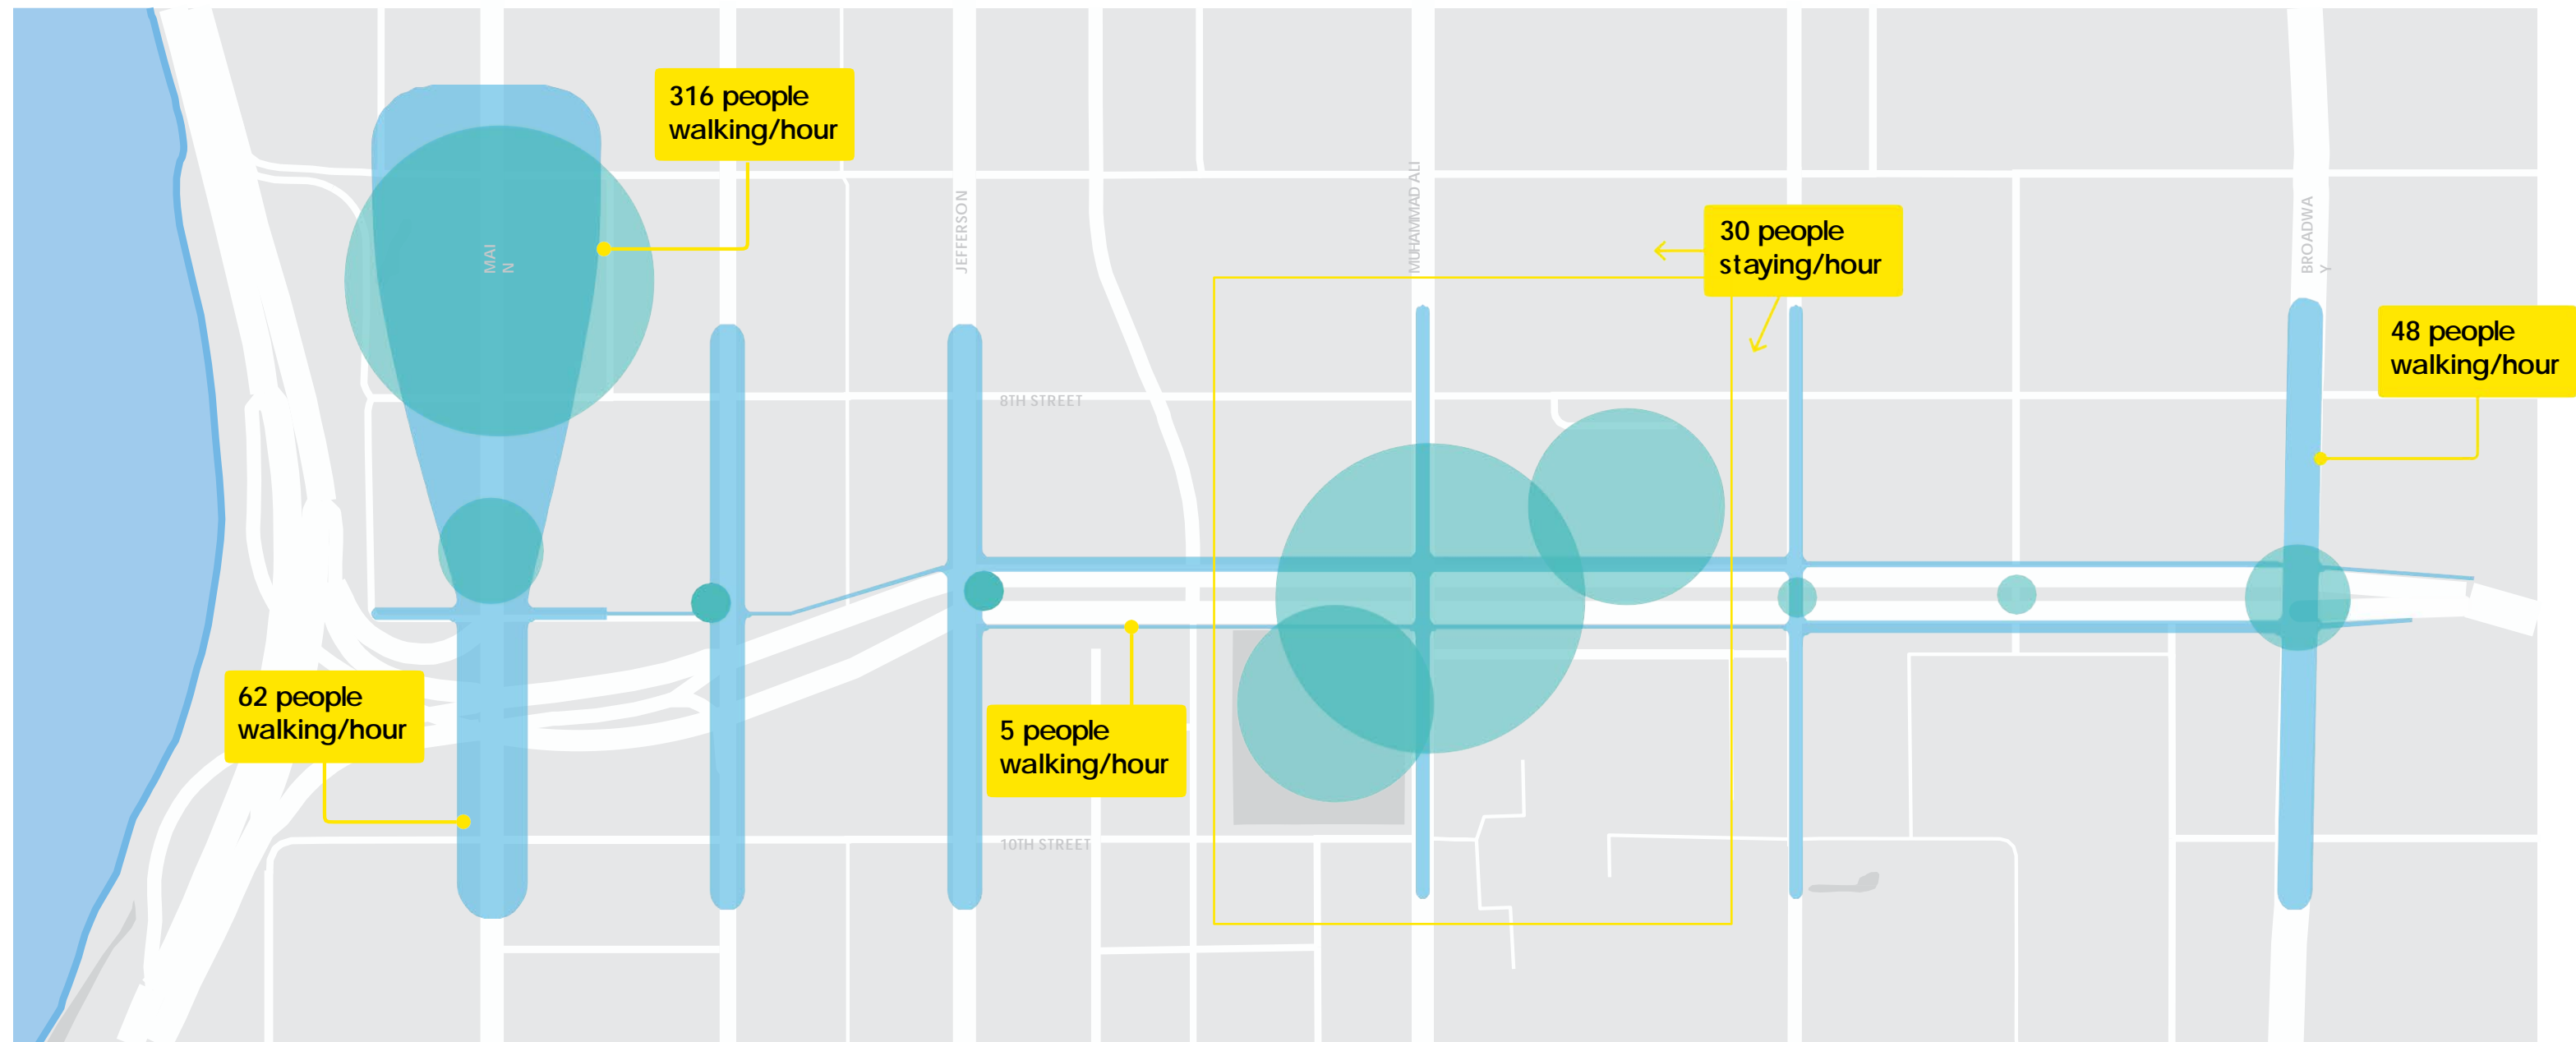 316 people
walking/hour
MAI
N
JEFFERSON
MUHAMMAD ALI
30 people
staying/hour
BROADWA
Y
48 people
walking/hour
8TH STREET
62 people
walking/hour
5 people
walking/hour
10TH STREET